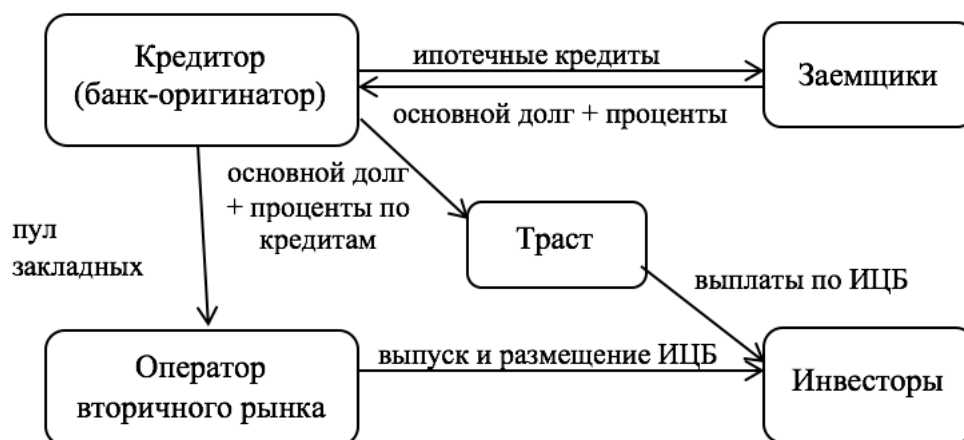 Кредитор
(банк-оригинатор)
ипотечные кредиты
Заемщики
основной долг + проценты
основной долг
+ проценты по
кредитам
пул
закладных
Траст
выплаты по ИЦБ
Оператор
вторичного рынка
выпуск и размещение ИЦБ
Инвесторы